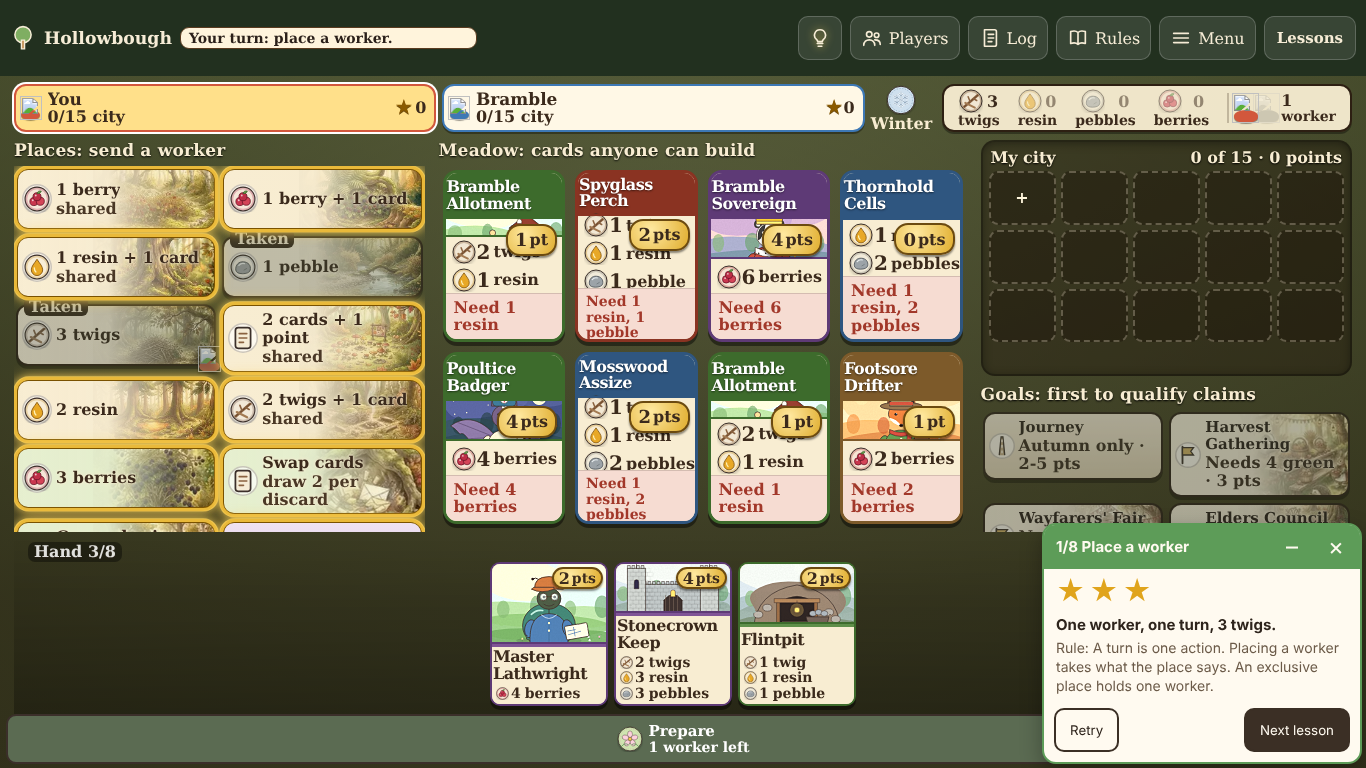 Hollowbough
Your turn: place a worker.
Players
Log
Rules
Menu
Lessons
You
0/15 city
0
Bramble
0/15 city
0
Winter
3
twigs
0
resin
0
pebbles
0
berries
1
worker
Places: send a worker
1 berry
shared
1 berry + 1 card
1 resin + 1 card
shared
Taken
1 pebble
Taken
3 twigs
2 cards + 1
point
shared
2 resin
2 twigs + 1 card
shared
3 berries
Swap cards
draw 2 per
discard
Meadow: cards anyone can build
Bramble
Allotment
1 pt
2
1 resin
Need 1
resin
Spyglass
Perch
2 pts
1
1 resin
1 pebble
Need 1
resin, 1
pebble
Bramble
Sovereign
4 pts
6 berries
Need 6
berries
Thornhold
Cells
0 pts
1
2 pebbles
Need 1
resin, 2
pebbles
Poultice
Badger
4 pts
4 berries
Need 4
berries
Mosswood
Assize
2 pts
1
1 resin
2 pebbles
Need 1
resin, 2
pebbles
Bramble
Allotment
1 pt
2
1 resin
Need 1
resin
Footsore
Drifter
1 pt
2 berries
Need 2
berries
My city
0 of 15 · 0 points
+
Goals: first to qualify claims
Journey
Autumn only ·
2-5 pts
Harvest
Gathering
Needs 4 green
· 3 pts
Wayfarers' Fair
Elders Council
Hand 3/8
2 pts
Master
Lathwright
4 berries
4 pts
Stonecrown
Keep
2 twigs
3 resin
3 pebbles
2 pts
Flintpit
1 twig
1 resin
1 pebble
Prepare
1 worker left
1/8 Place a worker
One worker, one turn, 3 twigs.
Rule: A turn is one action. Placing a worker
takes what the place says. An exclusive
place holds one worker.
Retry
Next lesson